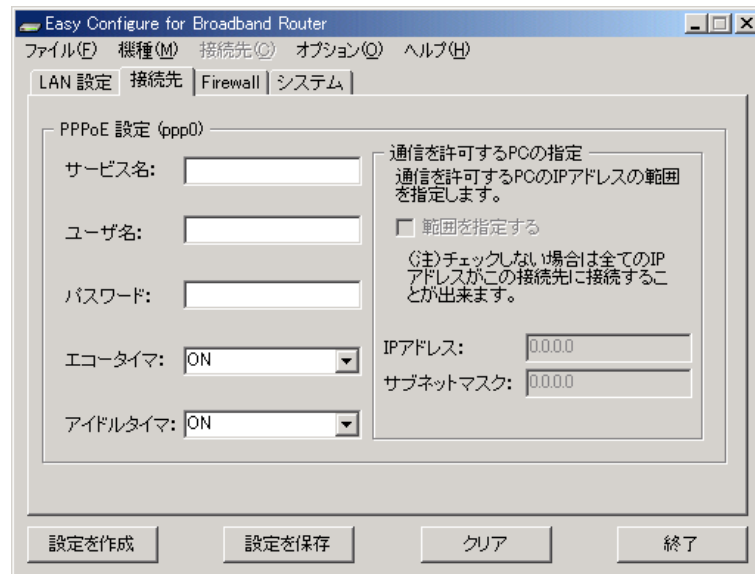 Easy Configure for Broadband Router
ファイル(F) 機種(M) 接続先(C) オプション(O) ヘルプ(H)
LAN 設定 接続先 Firewall システム
PPPoE 設定 (ppp0)
サービス名:
ユーザ名:
パスワード:
エコータイマ: ON
アイドルタイマ: ON
通信を許可するPCの指定
通信を許可するPCのIPアドレスの範囲
を指定します。
範囲を指定する
(注)チェックしない場合は全てのIP
アドレスがこの接続先に接続するこ
とが出来ます。
IPアドレス: 0.0.0.0
サブネットマスク: 0.0.0.0
設定を作成 設定を保存 クリア 終了